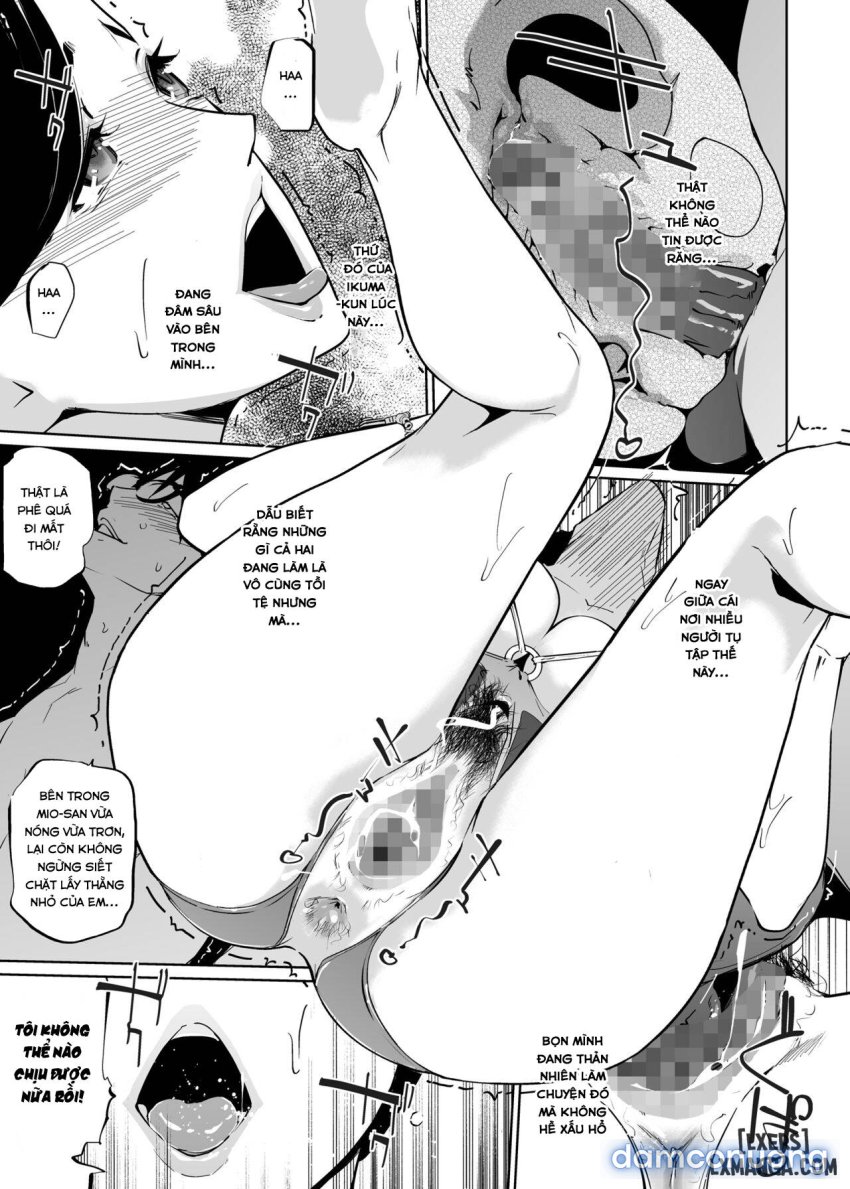 THẬT
KHÔNG
THỂ NÀO
TIN ĐƯỢC
RẰNG...
HAA
...
THỨ
ĐÓ CỦA
IKUMA
-KUN LÚC
NÀY...
ĐANG
ĐÂM SÂU
VÀO BÊN
TRONG
MÌNH...
HAA
...
NGAY
GIỮA CÁI
NƠI NHIỀU
NGƯỜI TỤ
TẬP THẾ
NÀY...
DẪU BIẾT
RẰNG NHỮNG
GÌ CẢ HAI
ĐANG LÀM LÀ
VÔ CÙNG TỒI
TỆ NHƯNG
MÀ...
THẬT LÀ
PHÊ QUÁ
ĐI MẤT
THÔI!
BÊN TRONG
MIO-SAN VỪA
NÓNG VỪA TRƠN,
LẠI CÒN KHÔNG
NGỪNG SIẾT
CHẶT LẤY THẰNG
NHỎ CỦA EM...
BỌN MÌNH
ĐANG THẢN
NHIÊN LÀM
CHUYỆN ĐÓ
MÀ KHÔNG
HỀ XẤU HỔ
TÔI KHÔNG
THỂ NÀO
CHỊU ĐƯỢC
NỮA RỒI!
[EXERS]
EXMANGA.COM
damconuong